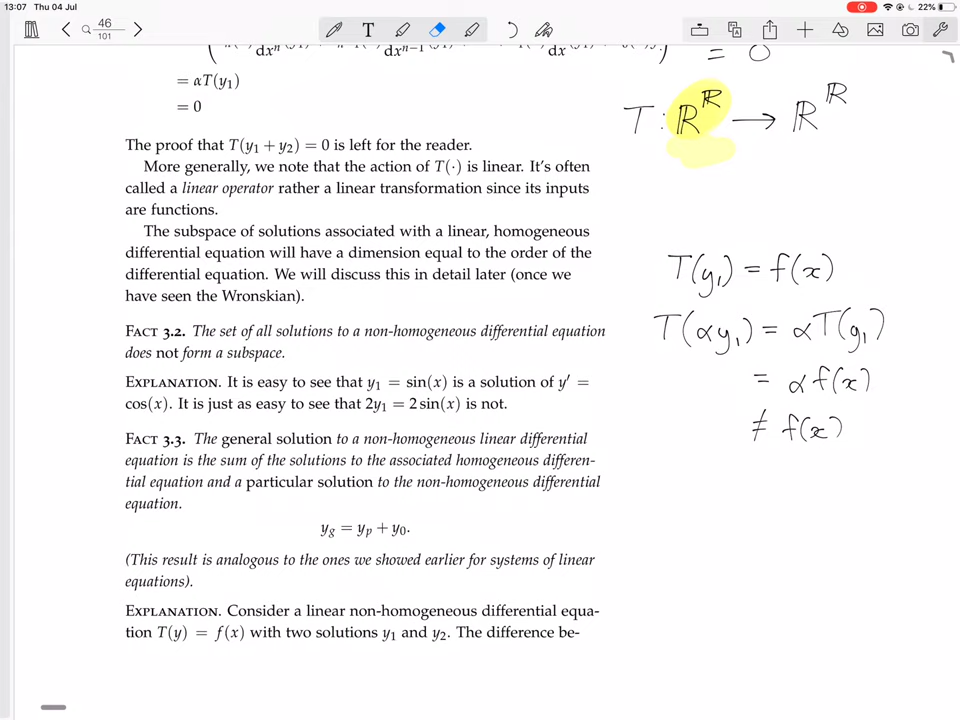 13:07 Thu 04 Jul
22%
46
101
T
dxⁿ
dxⁿ⁻¹
dx
= 0
= αT(y₁)
= 0
T : ℝ^ℝ ⟶ ℝ^ℝ
The proof that T(y₁ + y₂) = 0 is left for the reader.
More generally, we note that the action of T(·) is linear. It's often
called a linear operator rather a linear transformation since its inputs
are functions.
The subspace of solutions associated with a linear, homogeneous
differential equation will have a dimension equal to the order of the
differential equation. We will discuss this in detail later (once we
have seen the Wronskian).
T(y₁) = f(x)
T(αy₁) = αT(y₁)
= αf(x)
≠ f(x)
Fact 3.2. The set of all solutions to a non-homogeneous differential equation
does not form a subspace.
Explanation. It is easy to see that y₁ = sin(x) is a solution of y′ =
cos(x). It is just as easy to see that 2y₁ = 2 sin(x) is not.
Fact 3.3. The general solution to a non-homogeneous linear differential
equation is the sum of the solutions to the associated homogeneous differen-
tial equation and a particular solution to the non-homogeneous differential
equation.
y_g = y_p + y₀.
(This result is analogous to the ones we showed earlier for systems of linear
equations).
Explanation. Consider a linear non-homogeneous differential equa-
tion T(y) = f(x) with two solutions y₁ and y₂. The difference be-